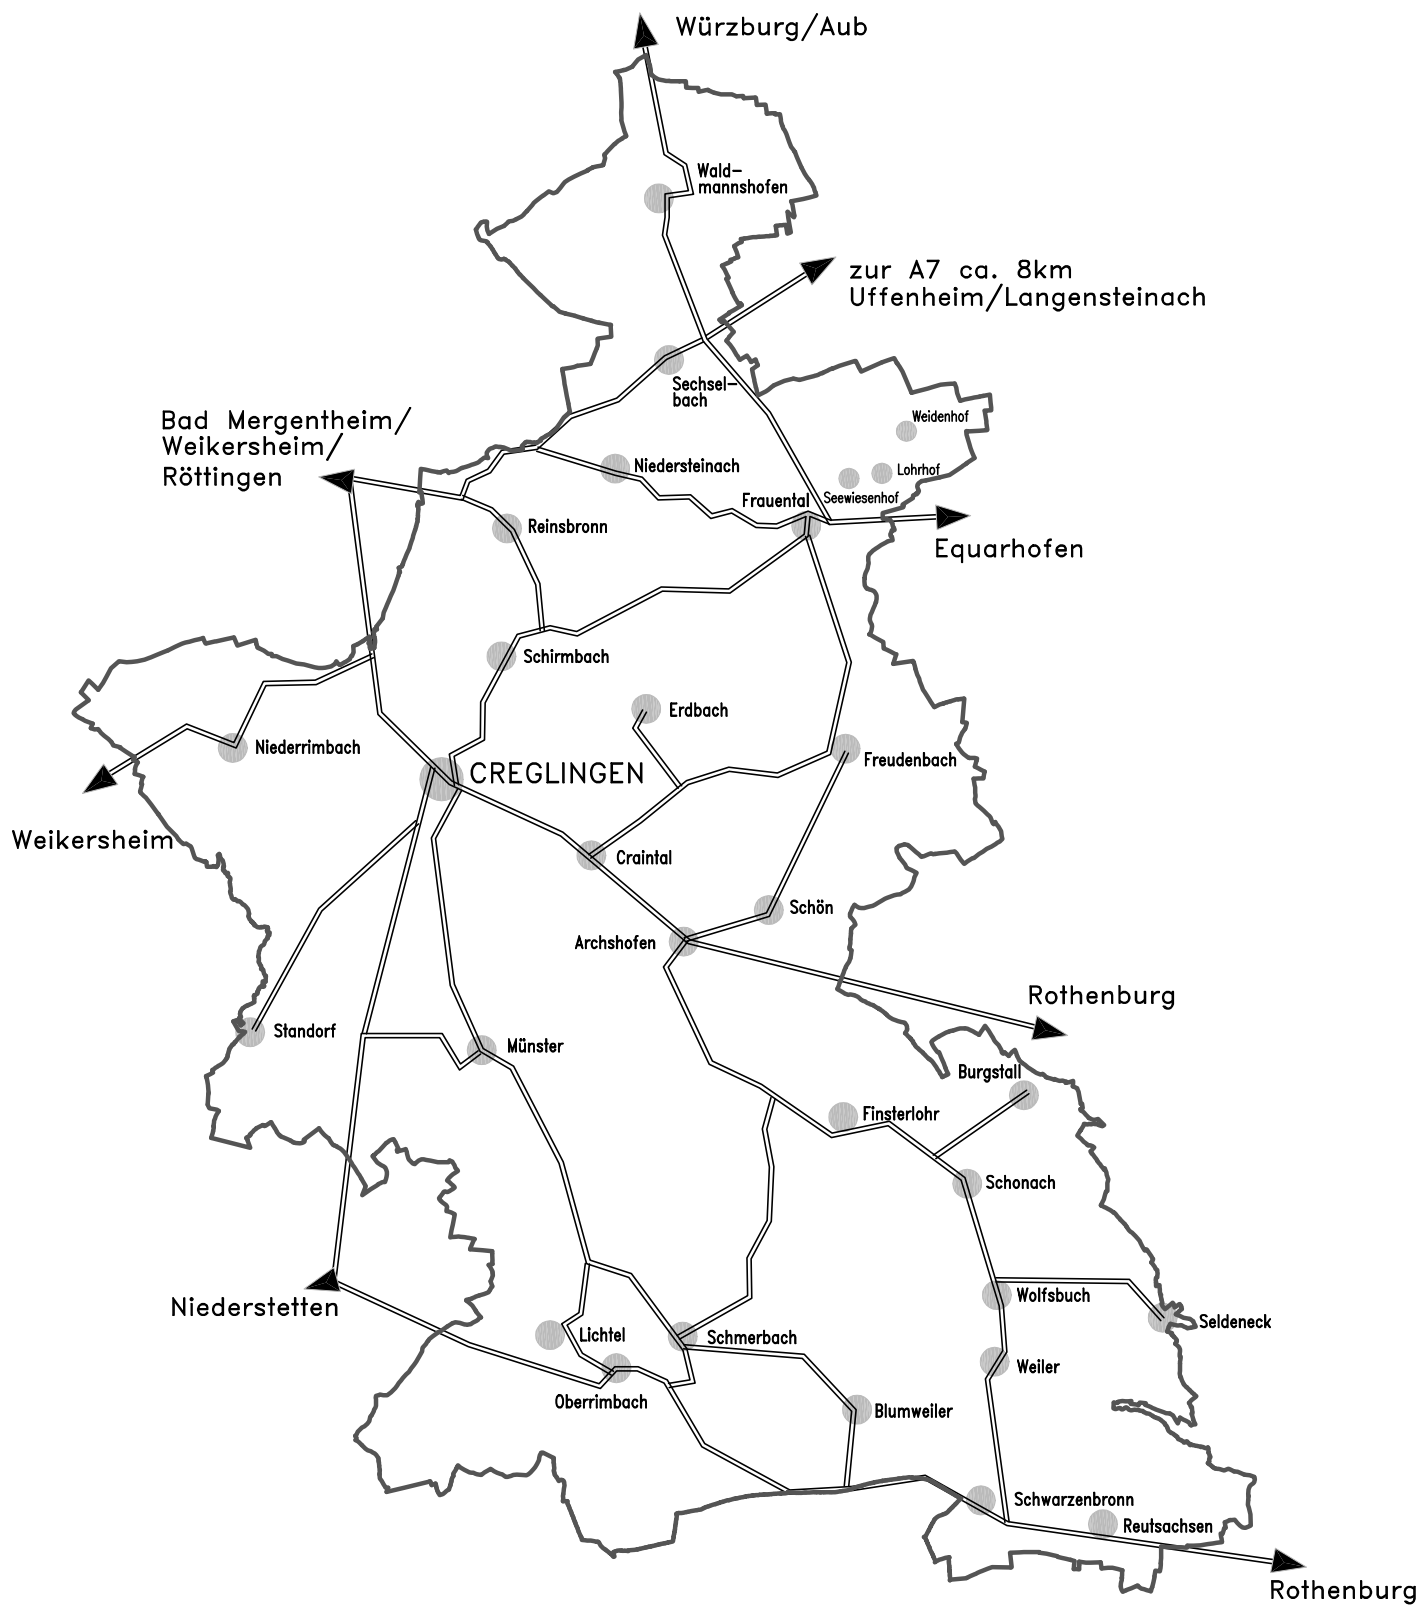 Würzburg/Aub
Wald-
mannshofen
zur A7 ca. 8km
Uffenheim/Langensteinach
Sechsel-
bach
Bad Mergentheim/
Weikersheim/
Röttingen
Weidenhof
Niedersteinach
Lohrhof
Frauental
Seewiesenhof
Reinsbronn
Equarhofen
Schirmbach
Erdbach
Niederrimbach
Freudenbach
CREGLINGEN
Weikersheim
Craintal
Schön
Archshofen
Rothenburg
Standorf
Münster
Burgstall
Finsterlohr
Schonach
Wolfsbuch
Niederstetten
Seldeneck
Lichtel
Schmerbach
Weiler
Oberrimbach
Blumweiler
Schwarzenbronn
Reutsachsen
Rothenburg